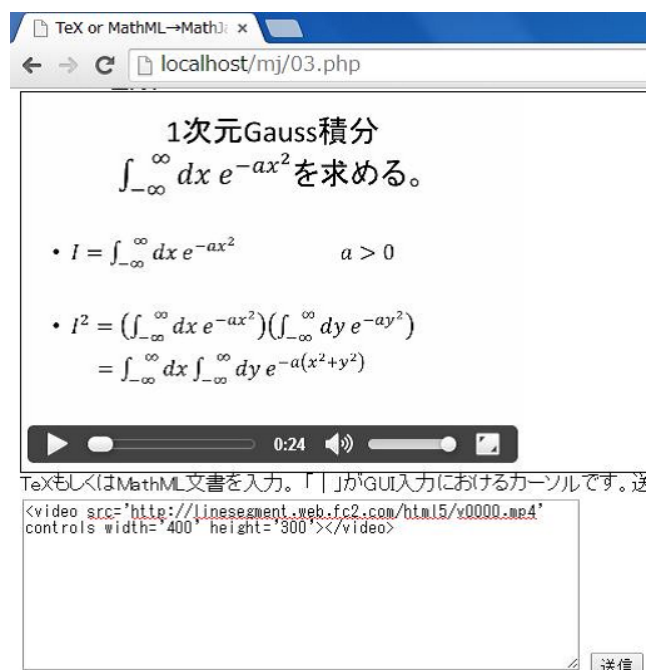 TeX or MathML→MathJa
localhost/mj/03.php
1次元Gauss積分
∫_{-∞}^{∞} dx e^{-ax^2}を求める。
• I = ∫_{-∞}^{∞} dx e^{-ax^2} a > 0
• I^2 = (∫_{-∞}^{∞} dx e^{-ax^2})(∫_{-∞}^{∞} dy e^{-ay^2})
= ∫_{-∞}^{∞} dx ∫_{-∞}^{∞} dy e^{-a(x^2+y^2)}
0:24
TeXもしくはMathML文書を入力。「|」がGUI入力におけるカーソルです。送
<video src='http://linesegment.web.fc2.com/html5/v0000.mp4'
controls width='400' height='300'></video>
送信